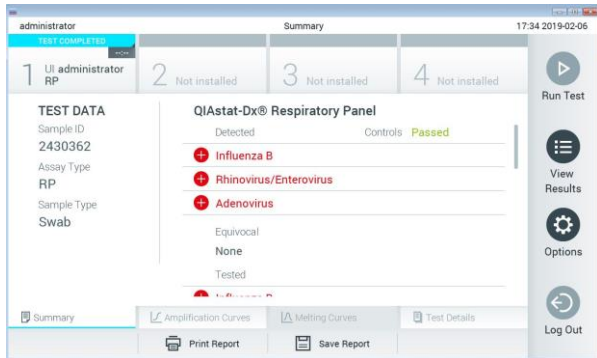 administrator Summary 17:34 2019-02-06
TEST COMPLETED
--:--
1 UI administrator
RP
2 Not installed
3 Not installed
4 Not installed
Run Test
TEST DATA
Sample ID
2430362
Assay Type
RP
Sample Type
Swab
QIAstat-Dx® Respiratory Panel
Detected Controls Passed
Influenza B
Rhinovirus/Enterovirus
Adenovirus
Equivocal
None
Tested
View
Results
Options
Log Out
Summary Amplification Curves Melting Curves Test Details
Print Report Save Report